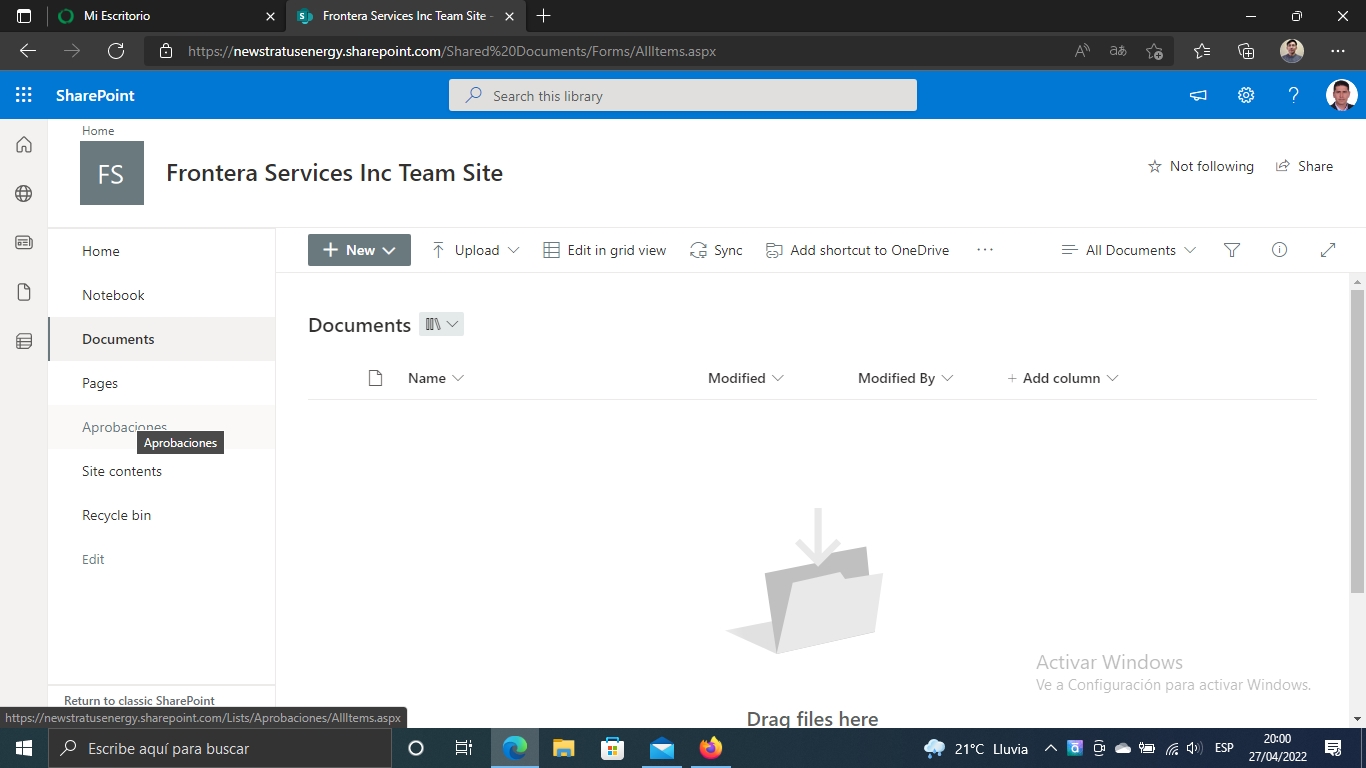 Mi Escritorio
Frontera Services Inc Team Site -
https://newstratusenergy.sharepoint.com/Shared%20Documents/Forms/AllItems.aspx
SharePoint
Search this library
Home
FS
Frontera Services Inc Team Site
Not following
Share
Home
Notebook
Documents
Pages
Aprobaciones
Aprobaciones
Site contents
Recycle bin
Edit
Return to classic SharePoint
New
Upload
Edit in grid view
Sync
Add shortcut to OneDrive
All Documents
Documents
Name
Modified
Modified By
Add column
Drag files here
Activar Windows
Ve a Configuración para activar Windows.
https://newstratusenergy.sharepoint.com/Lists/Aprobaciones/AllItems.aspx
Escribe aquí para buscar
21°C Lluvia
ESP
20:00
27/04/2022